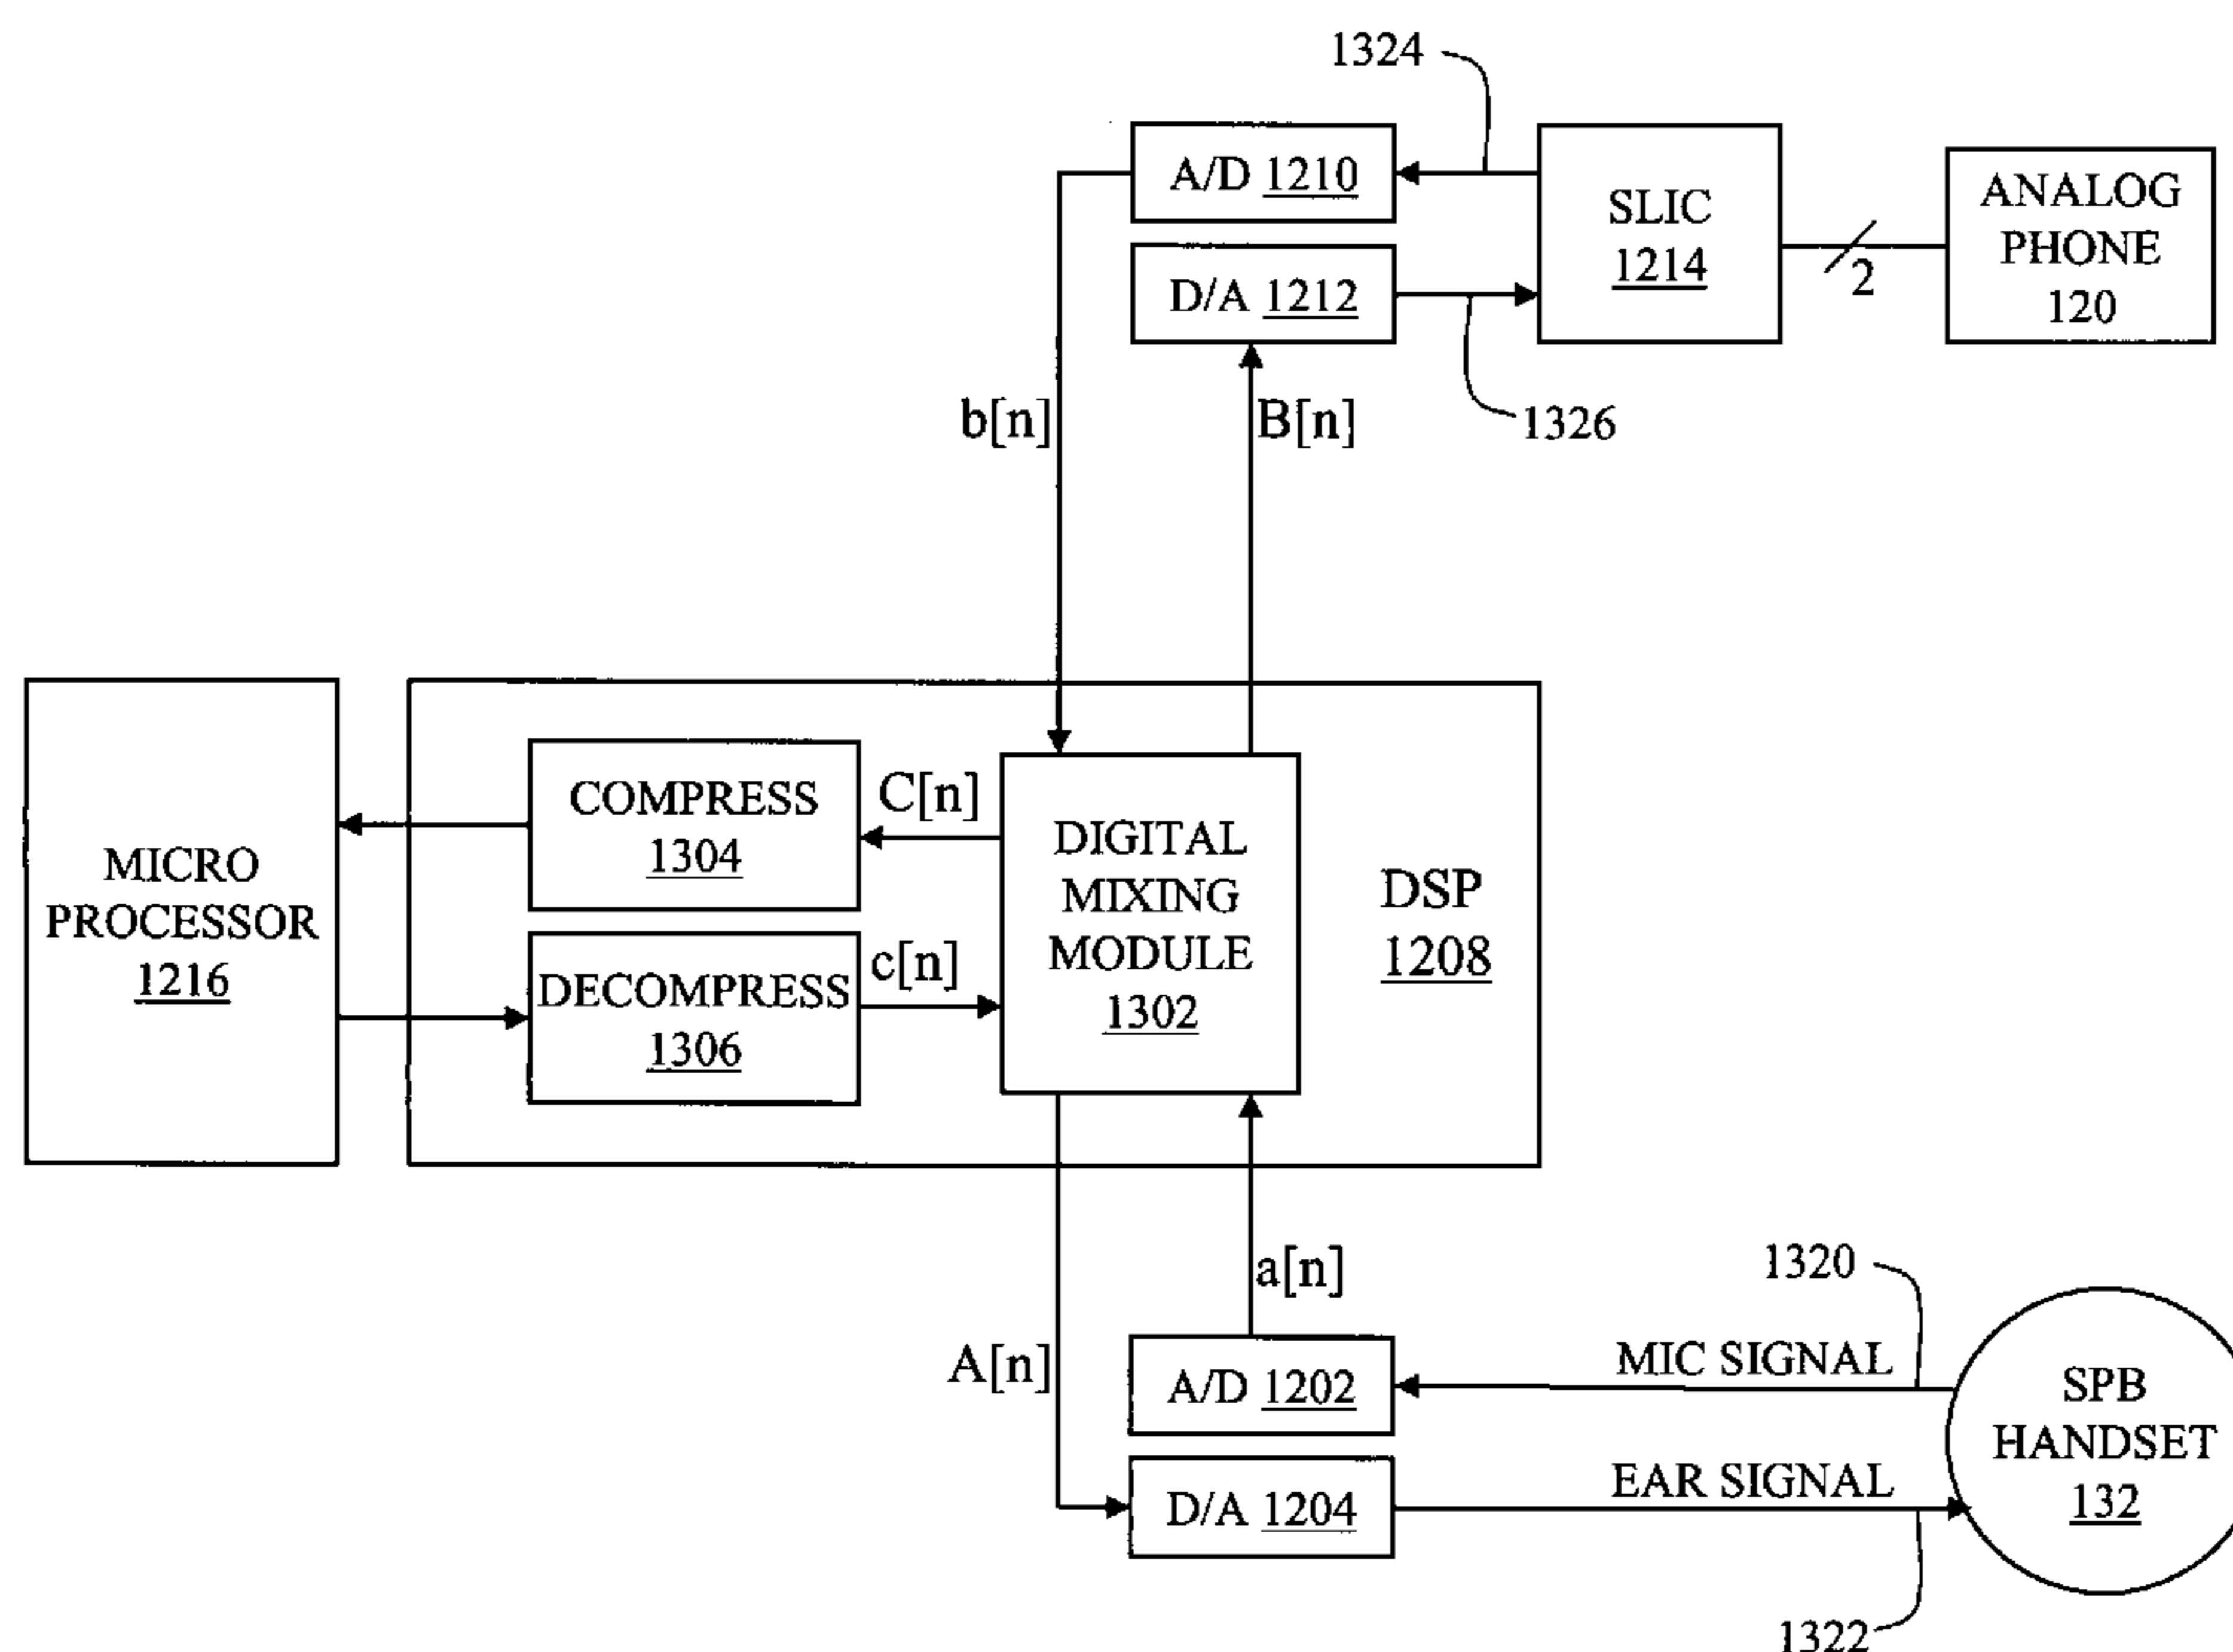 1324
A/D 1210
SLIC
1214
ANALOG
PHONE
120
D/A 1212
2
1326
b[n]
B[n]
MICRO
PROCESSOR
1216
COMPRESS
1304
C[n]
DECOMPRESS
1306
c[n]
DIGITAL
MIXING
MODULE
1302
DSP
1208
a[n]
A[n]
1320
A/D 1202
MIC SIGNAL
SPB
HANDSET
132
D/A 1204
EAR SIGNAL
1322